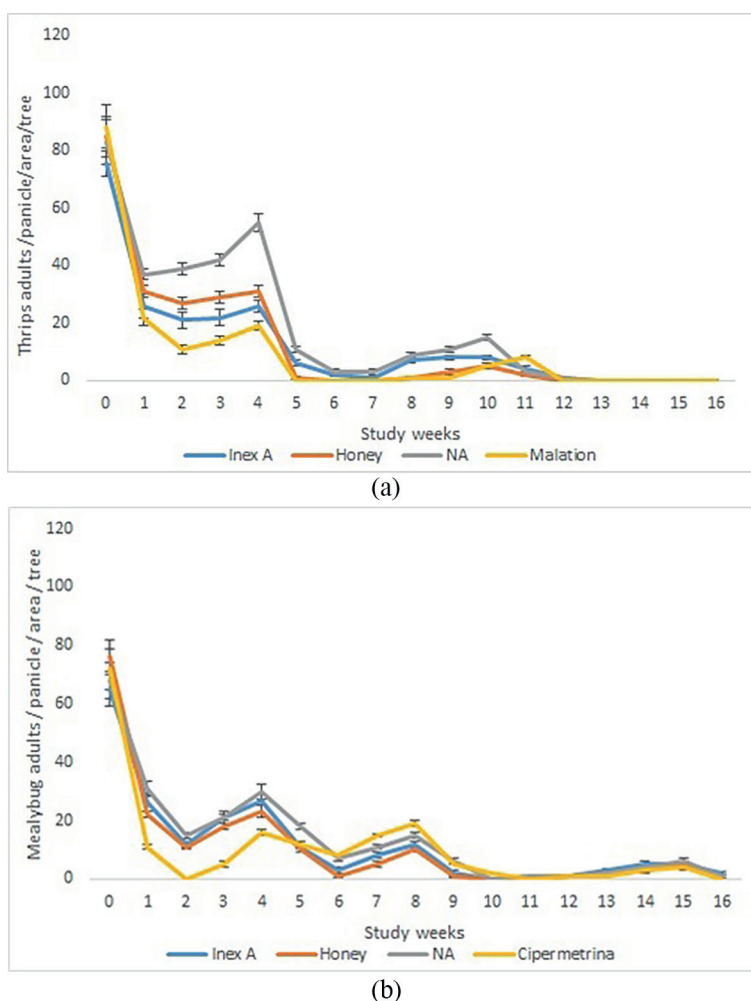 120
100
80
60
40
20
0
Thrips adults /panicle/area/tree
0 1 2 3 4 5 6 7 8 9 10 11 12 13 14 15 16
Study weeks
Inex A Honey NA Malation
(a)
120
100
80
60
40
20
0
Mealybug adults / panicle / area / tree
0 1 2 3 4 5 6 7 8 9 10 11 12 13 14 15 16
Study weeks
Inex A Honey NA Cipermetrina
(b)